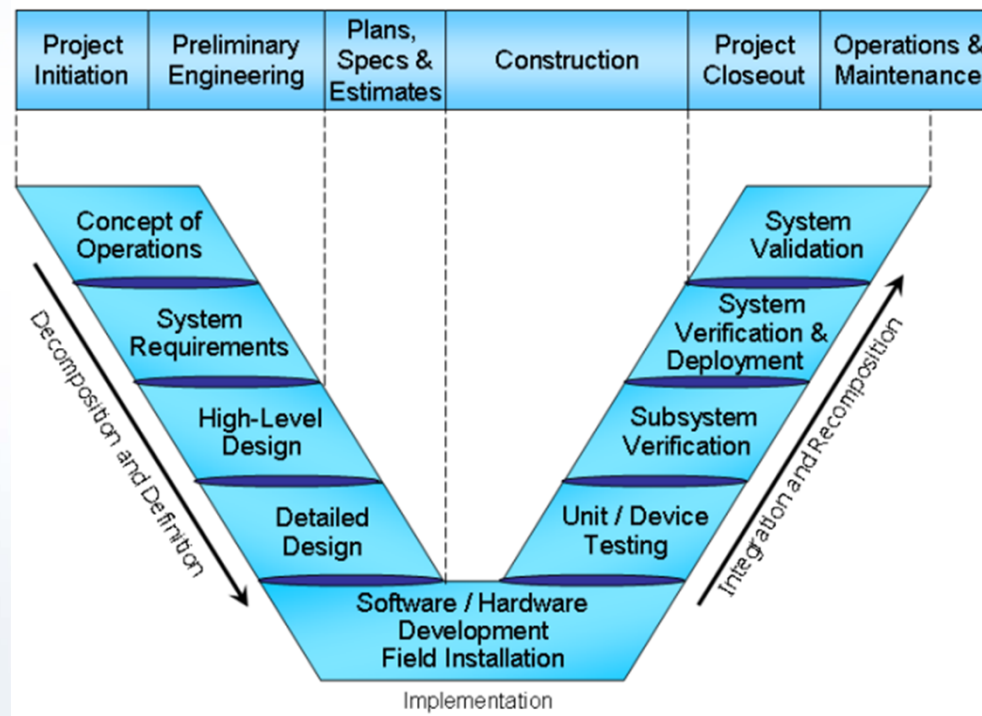 Project
Initiation
Preliminary
Engineering
Plans,
Specs &
Estimates
Construction
Project
Closeout
Operations &
Maintenance
Concept of
Operations
System
Requirements
High-Level
Design
Detailed
Design
Software / Hardware
Development
Field Installation
Unit / Device
Testing
Subsystem
Verification
System
Verification &
Deployment
System
Validation
Decomposition and Definition
Integration and Recomposition
Implementation